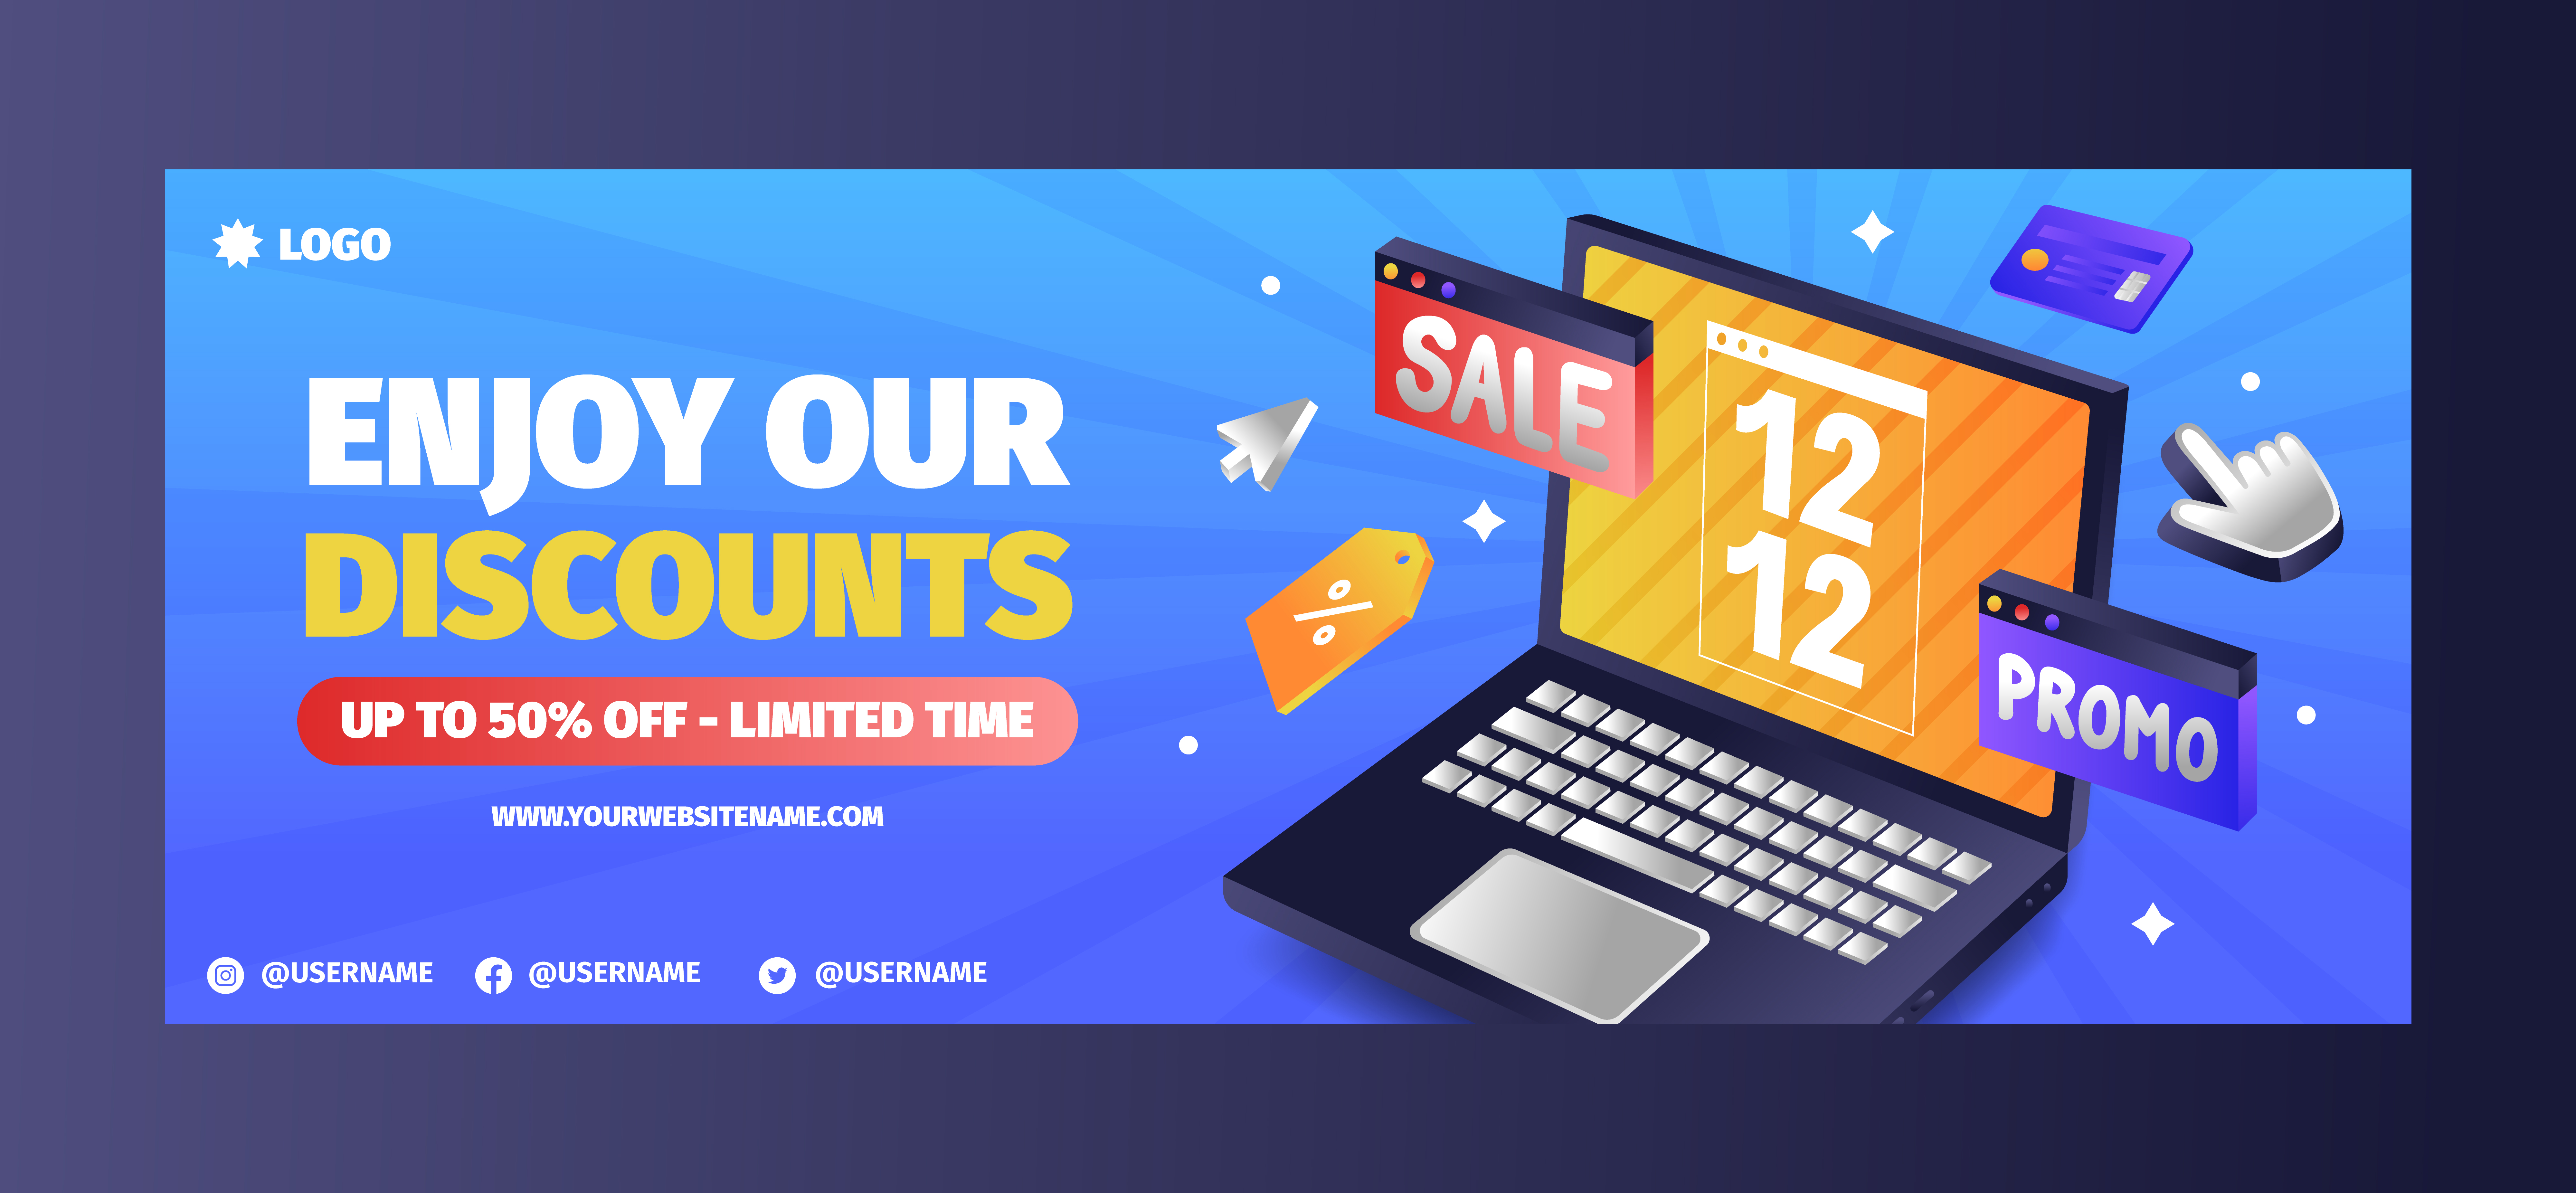 LOGO
ENJOY OUR
DISCOUNTS
UP TO 50% OFF - LIMITED TIME
WWW.YOURWEBSITENAME.COM
@USERNAME @USERNAME @USERNAME
SALE
12
12
PROMO
%